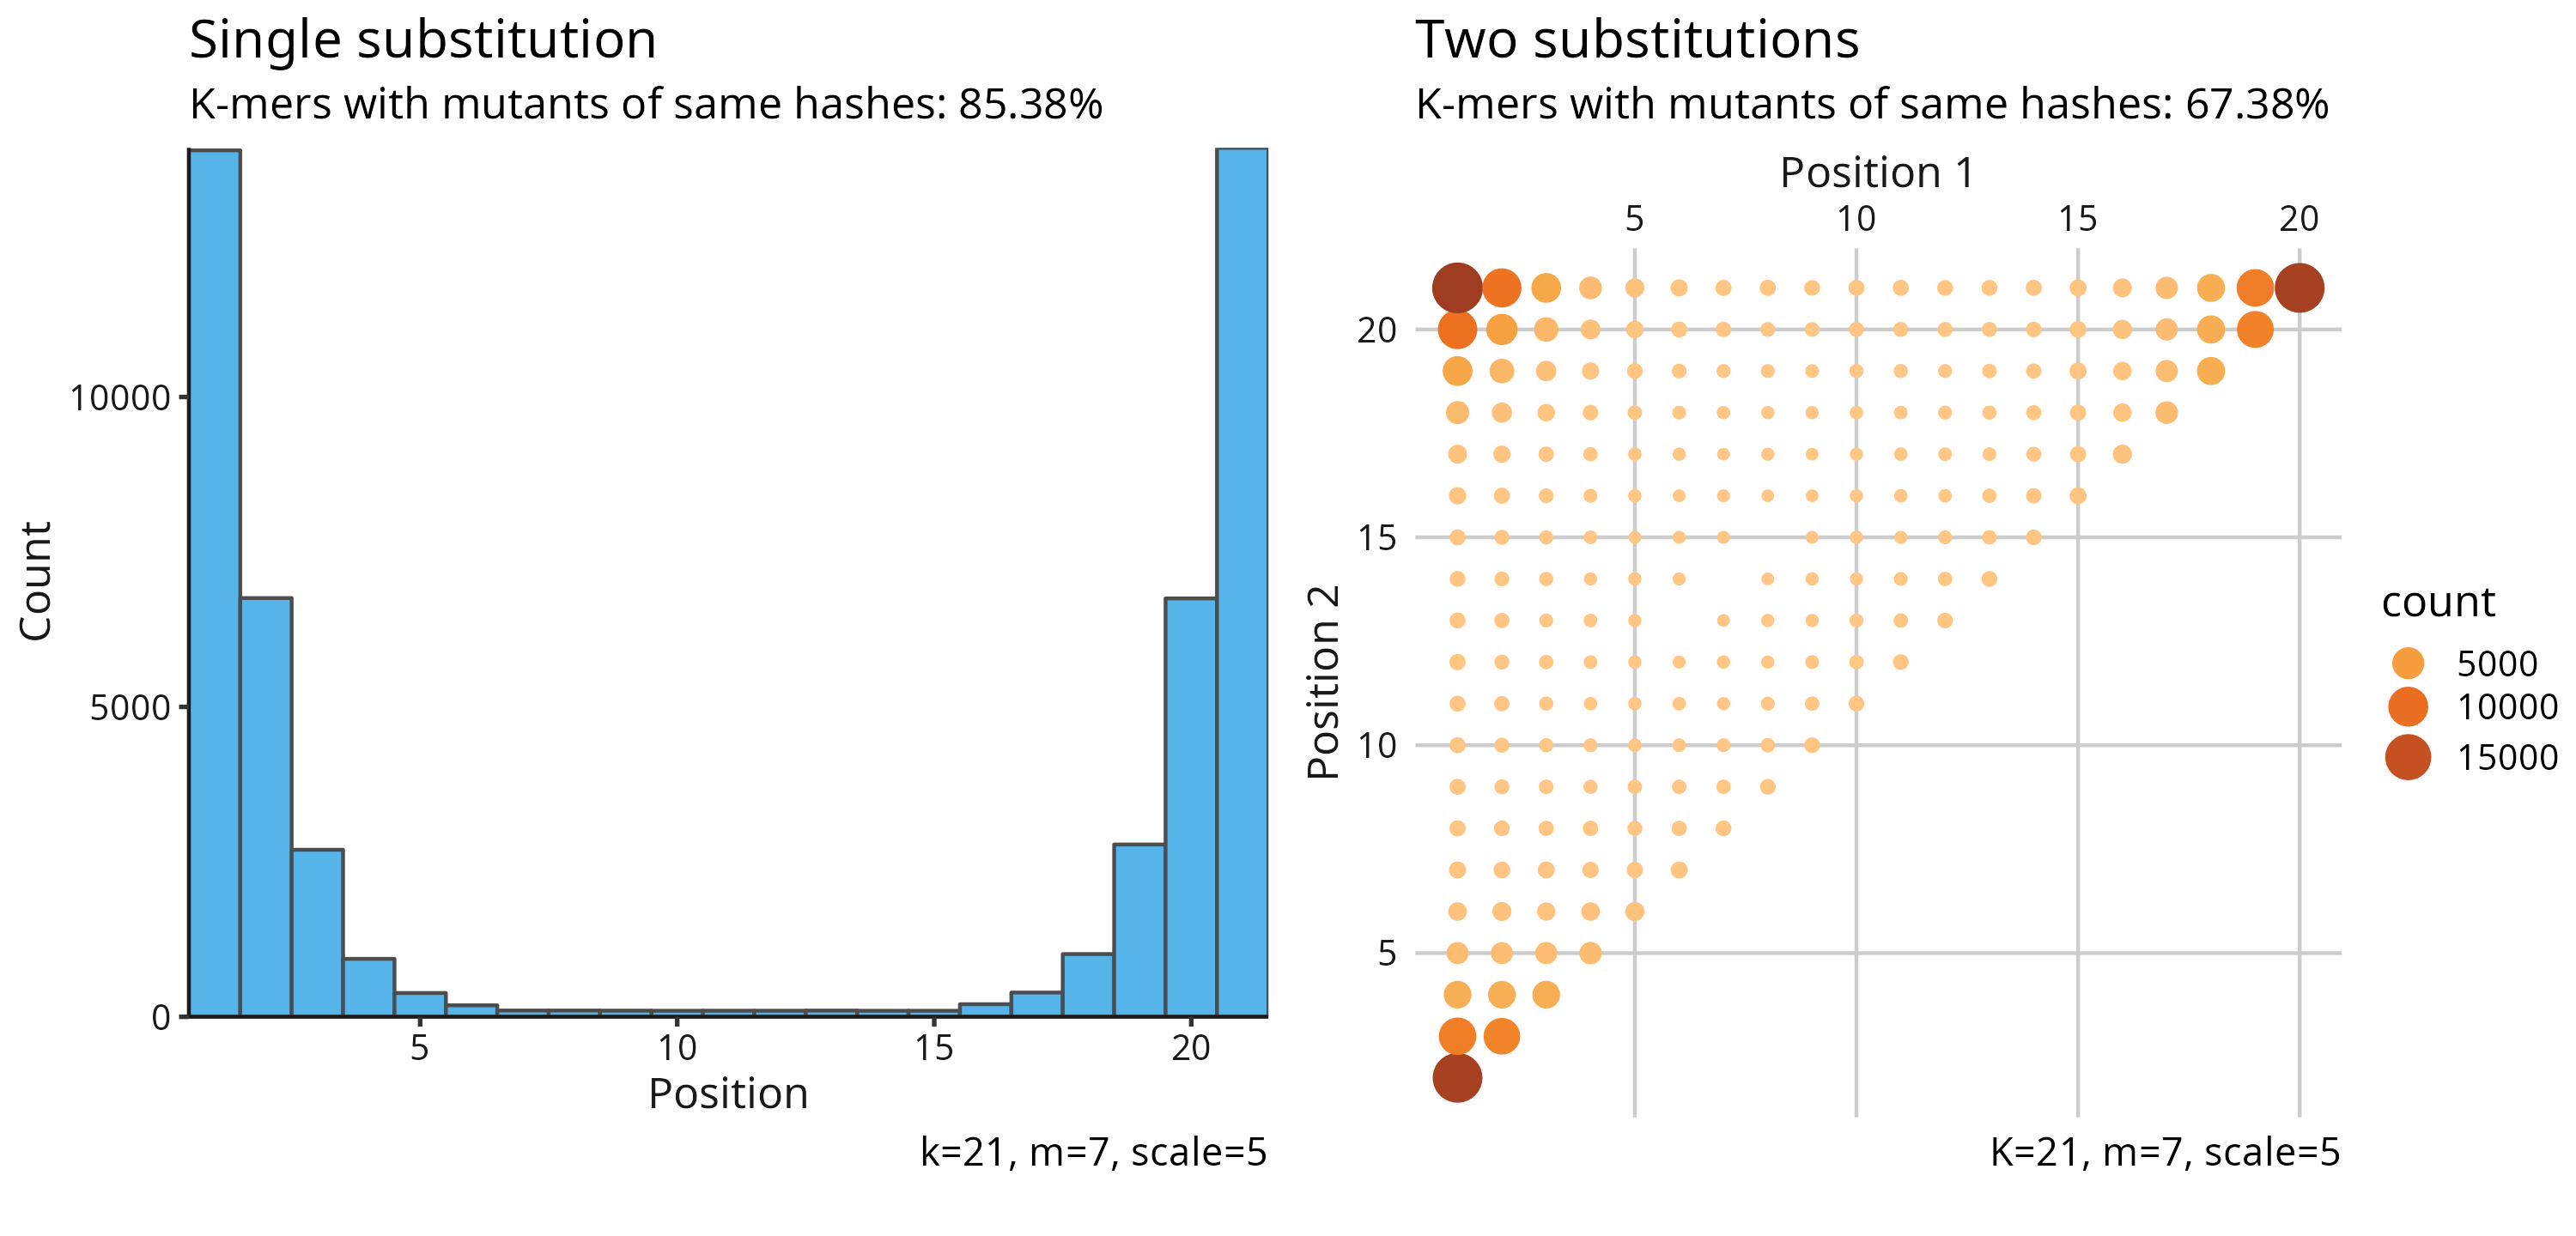 Single substitution
K-mers with mutants of same hashes: 85.38%
10000
5000
0
Count
5
10
15
20
Position
k=21, m=7, scale=5
Two substitutions
K-mers with mutants of same hashes: 67.38%
Position 1
5
10
15
20
20
15
10
5
Position 2
count
5000
10000
15000
K=21, m=7, scale=5